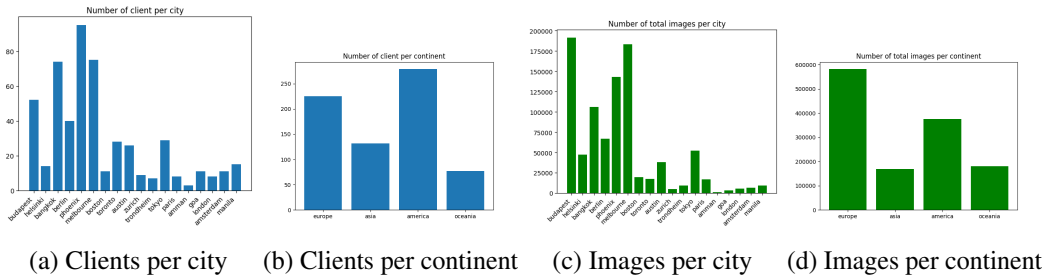 Number of client per city
80
60
40
20
0
budapest
helsinki
bangkok
berlin
phoenix
melbourne
boston
toronto
austin
zurich
trondheim
tokyo
paris
amman
goa
london
amsterdam
manila
(a) Clients per city
Number of client per continent
250
200
150
100
50
0
europe
asia
america
oceania
(b) Clients per continent
Number of total images per city
200000
175000
150000
125000
100000
75000
50000
25000
0
budapest
helsinki
bangkok
berlin
phoenix
melbourne
boston
toronto
austin
zurich
trondheim
tokyo
paris
amman
goa
london
amsterdam
manila
(c) Images per city
Number of total images per continent
600000
500000
400000
300000
200000
100000
0
europe
asia
america
oceania
(d) Images per continent